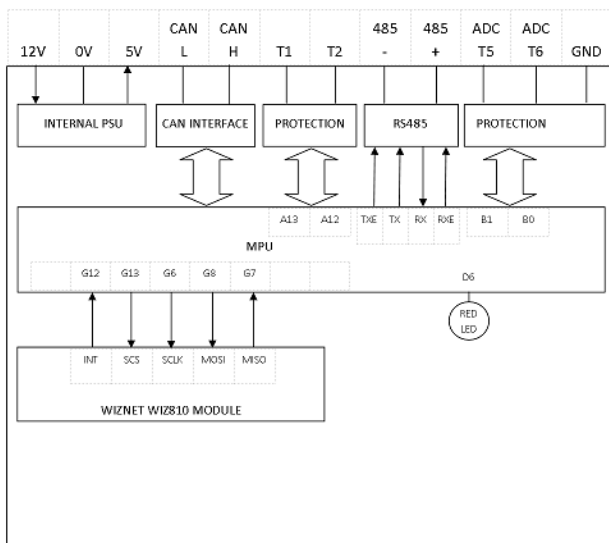 CAN CAN 485 485 ADC ADC
12V 0V 5V L H T1 T2 - + T5 T6 GND
INTERNAL PSU CAN INTERFACE PROTECTION RS485 PROTECTION
A13 A12 TXE TX RX RXE B1 B0
MPU
G12 G13 G6 G8 G7 D6
RED
LED
INT SCS SCLK MOSI MISO
WIZNET WIZ810 MODULE